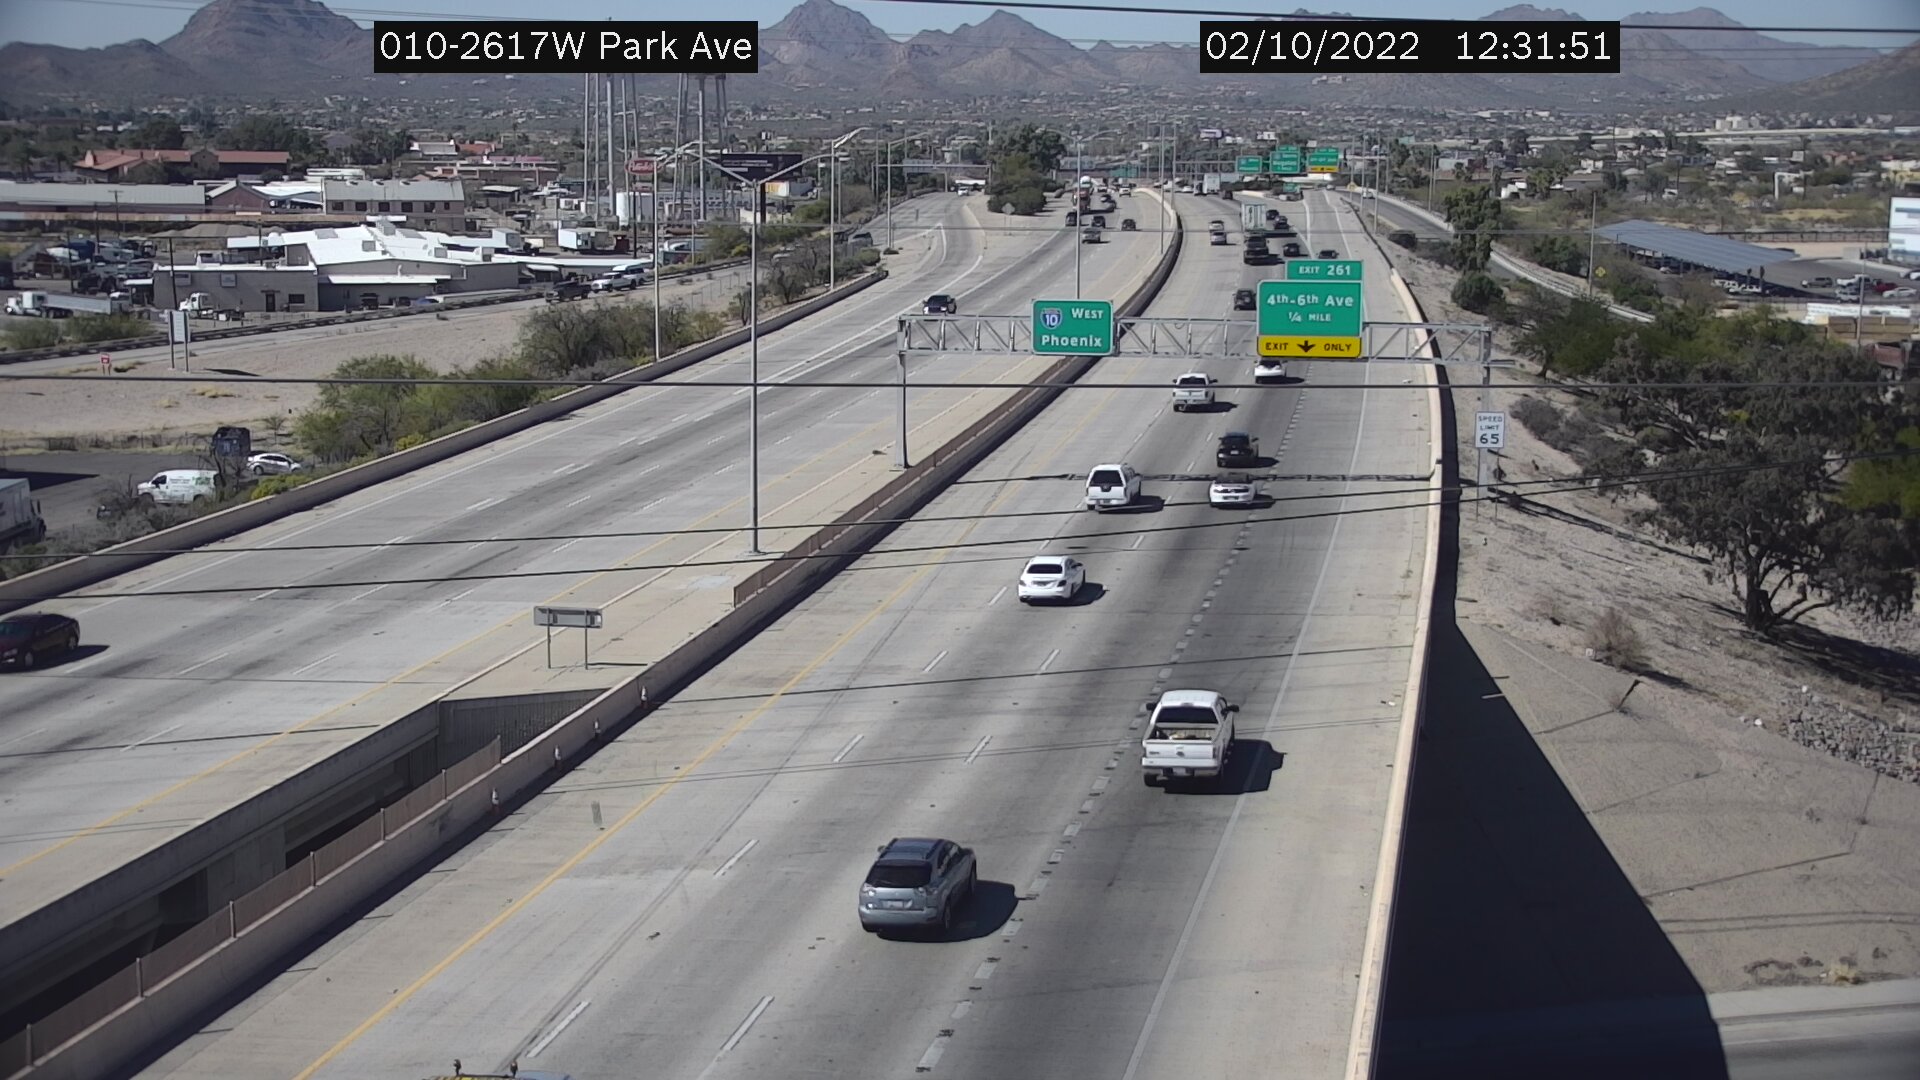 010-2617W Park Ave
02/10/2022 12:31:51
EXIT 261
4th-6th Ave
1/4 MILE
EXIT ONLY
10 WEST
Phoenix
SPEED
LIMIT
65